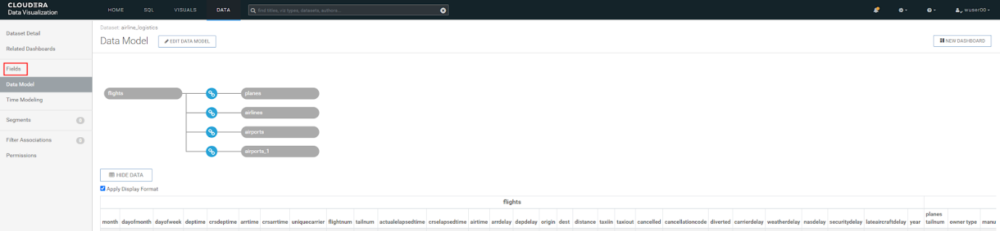 CLOUDERA
Data Visualization
HOME SQL VISUALS DATA find titles, viz types, datasets, authors... wuser00
Dataset Detail
Related Dashboards
Fields
Data Model
Time Modeling
Segments 0
Filter Associations 0
Permissions
Dataset: airline_logistics
Data Model EDIT DATA MODEL NEW DASHBOARD
flights planes
airlines
airports
airports_1
HIDE DATA
Apply Display Format
flights planes
month dayofmonth dayofweek deptime crsdeptime arrtime crsarrtime uniquecarrier flightnum tailnum actualelapsedtime crselapsedtime airtime arrdelay depdelay origin dest distance taxiin taxiout cancelled cancellationcode diverted carrierdelay weatherdelay nasdelay securitydelay lateaircraftdelay year tailnum owner type manu